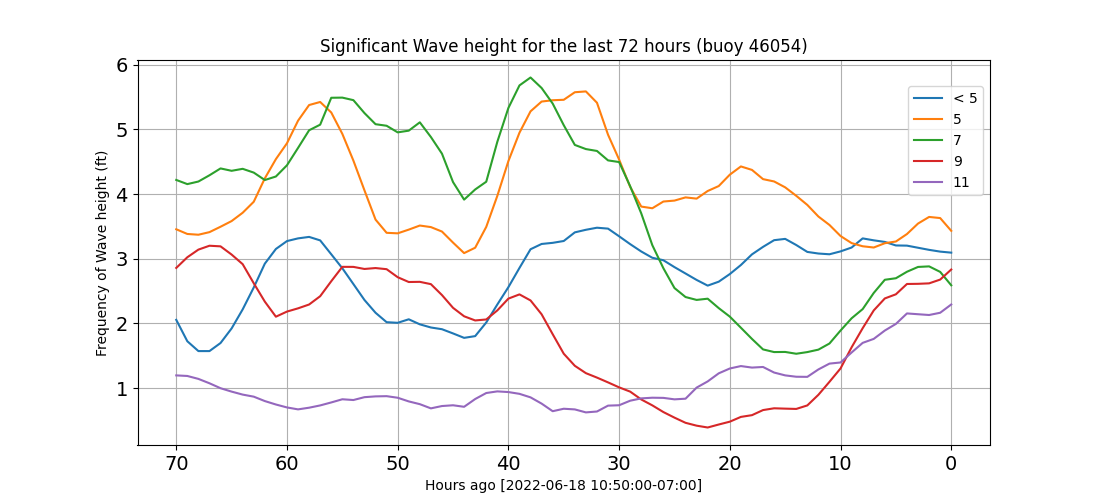 Significant Wave height for the last 72 hours (buoy 46054)
Frequency of Wave height (ft)
6
5
4
3
2
1
< 5
5
7
9
11
70 60 50 40 30 20 10 0
Hours ago [2022-06-18 10:50:00-07:00]